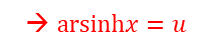 → arsinhx = u